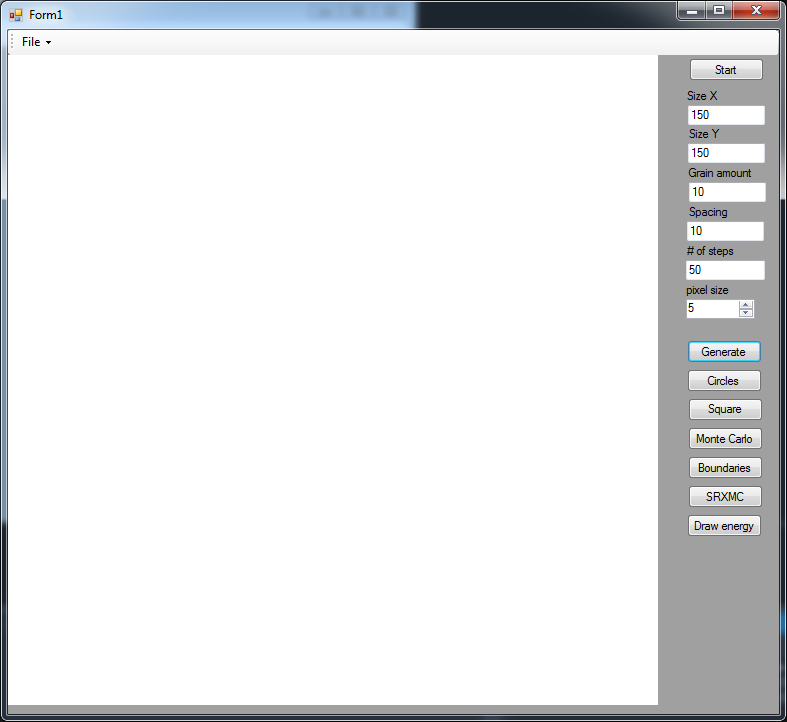 Form1
File
Start
Size X
150
Size Y
150
Grain amount
10
Spacing
10
# of steps
50
pixel size
5
Generate
Circles
Square
Monte Carlo
Boundaries
SRXMC
Draw energy